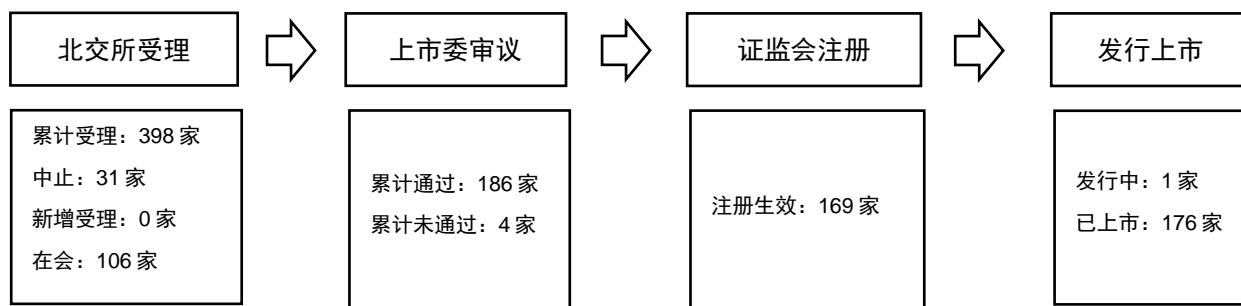 北交所受理
上市委审议
证监会注册
发行上市
累计受理：398 家
中止：31 家
新增受理：0 家
在会：106 家
累计通过：186 家
累计未通过：4 家
注册生效：169 家
发行中：1 家
已上市：176 家